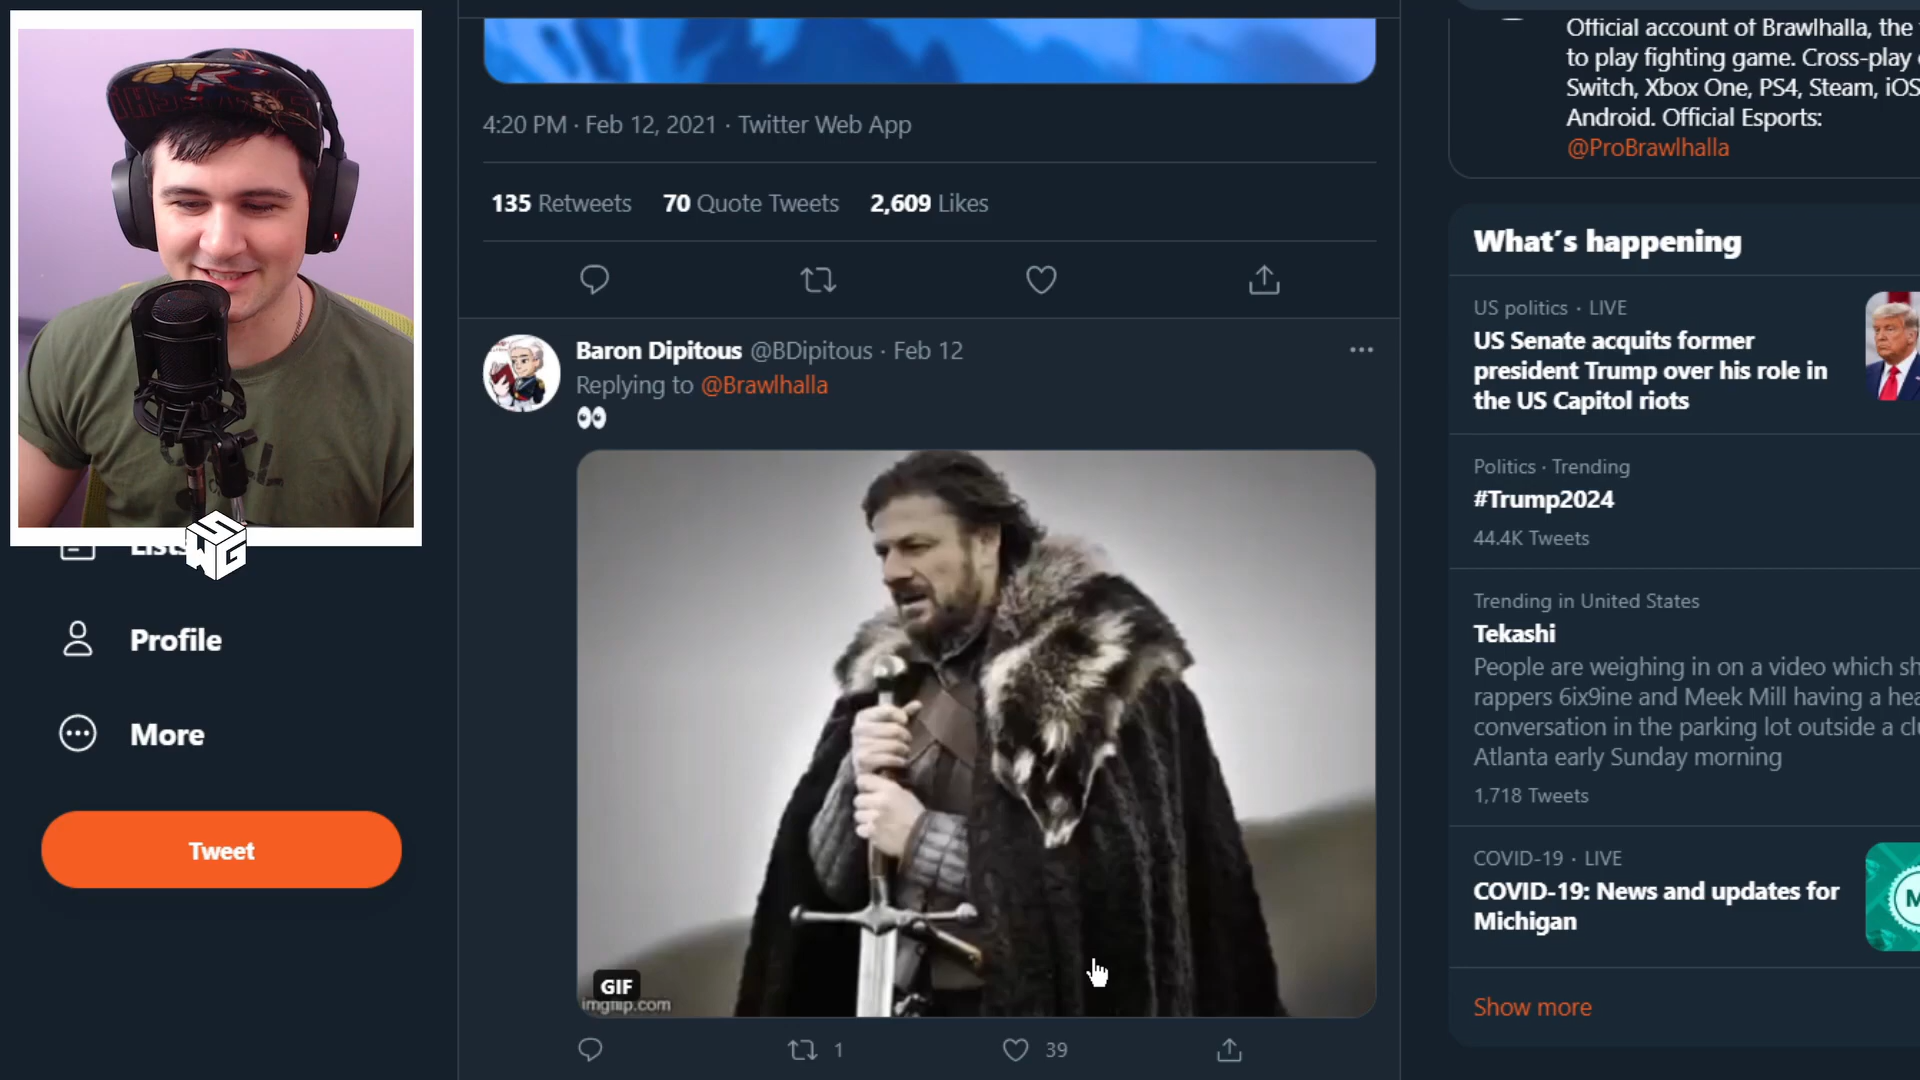 4:20 PM · Feb 12, 2021 · Twitter Web App
135 Retweets 70 Quote Tweets 2,609 Likes
Baron Dipitous @BDipitous · Feb 12
Replying to @Brawlhalla
GIF
imgflip.com
1 39
Lists
SWG
Profile
More
Tweet
Official account of Brawlhalla, the
to play fighting game. Cross-play
Switch, Xbox One, PS4, Steam, iOS
Android. Official Esports:
@ProBrawlhalla
What's happening
US politics · LIVE
US Senate acquits former
president Trump over his role in
the US Capitol riots
Politics · Trending
#Trump2024
44.4K Tweets
Trending in United States
Tekashi
People are weighing in on a video which sh
rappers 6ix9ine and Meek Mill having a hea
conversation in the parking lot outside a clu
Atlanta early Sunday morning
1,718 Tweets
COVID-19 · LIVE
COVID-19: News and updates for
Michigan
M
Show more